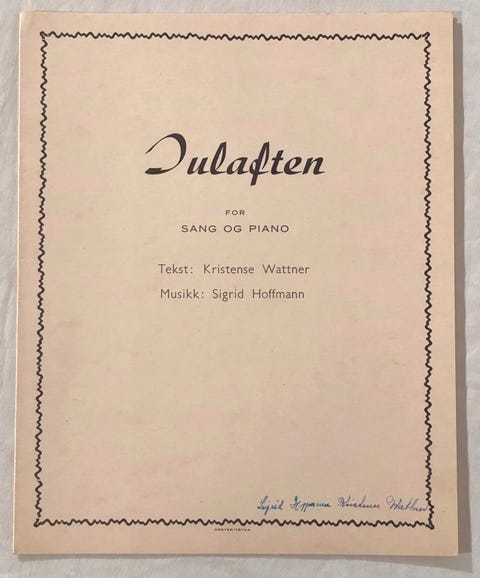 Julaften
FOR
SANG OG PIANO
Tekst: Kristense Wattner
Musikk: Sigrid Hoffmann
Sigrid Hoffmann Kristense Wattner